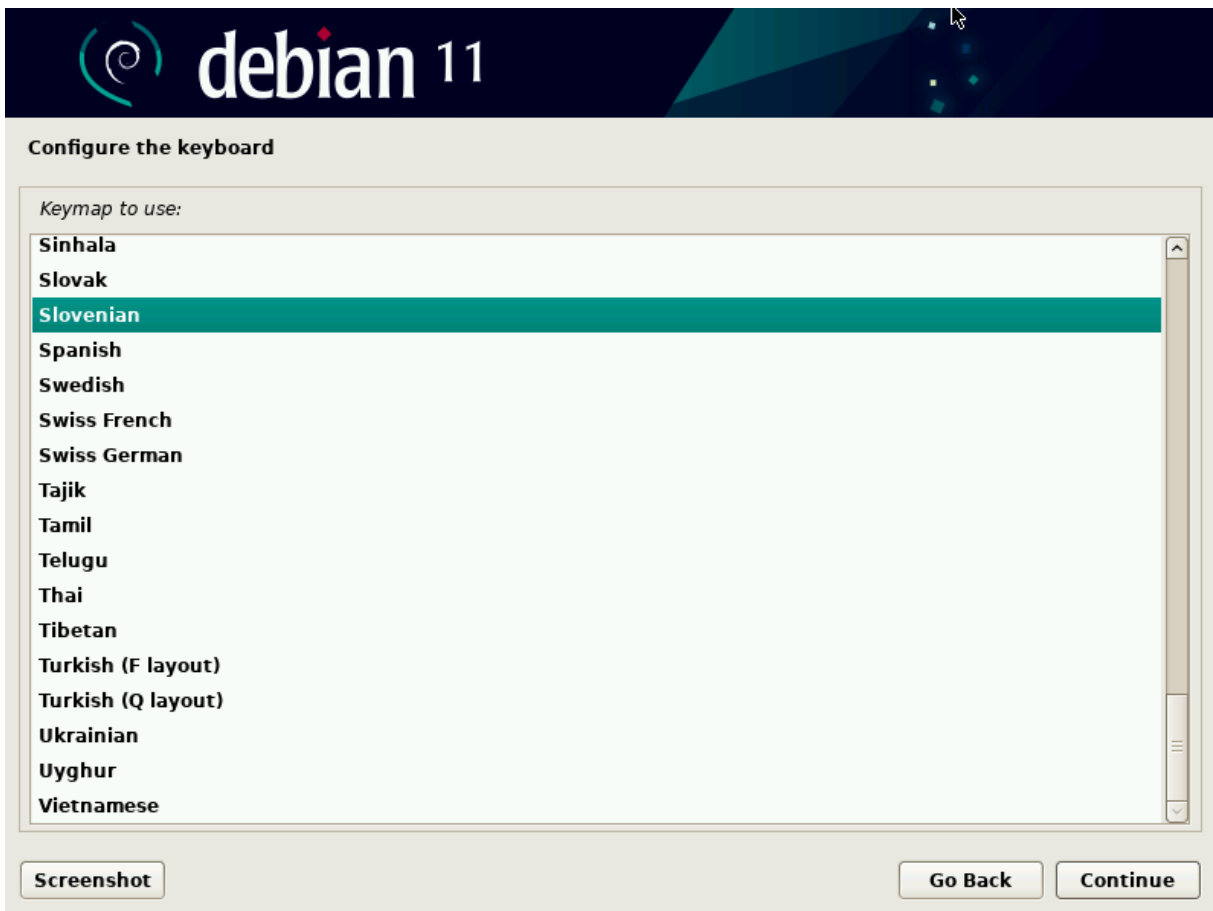 debian 11
Configure the keyboard
Keymap to use:
Sinhala
Slovak
Slovenian
Spanish
Swedish
Swiss French
Swiss German
Tajik
Tamil
Telugu
Thai
Tibetan
Turkish (F layout)
Turkish (Q layout)
Ukrainian
Uyghur
Vietnamese
Screenshot Go Back Continue